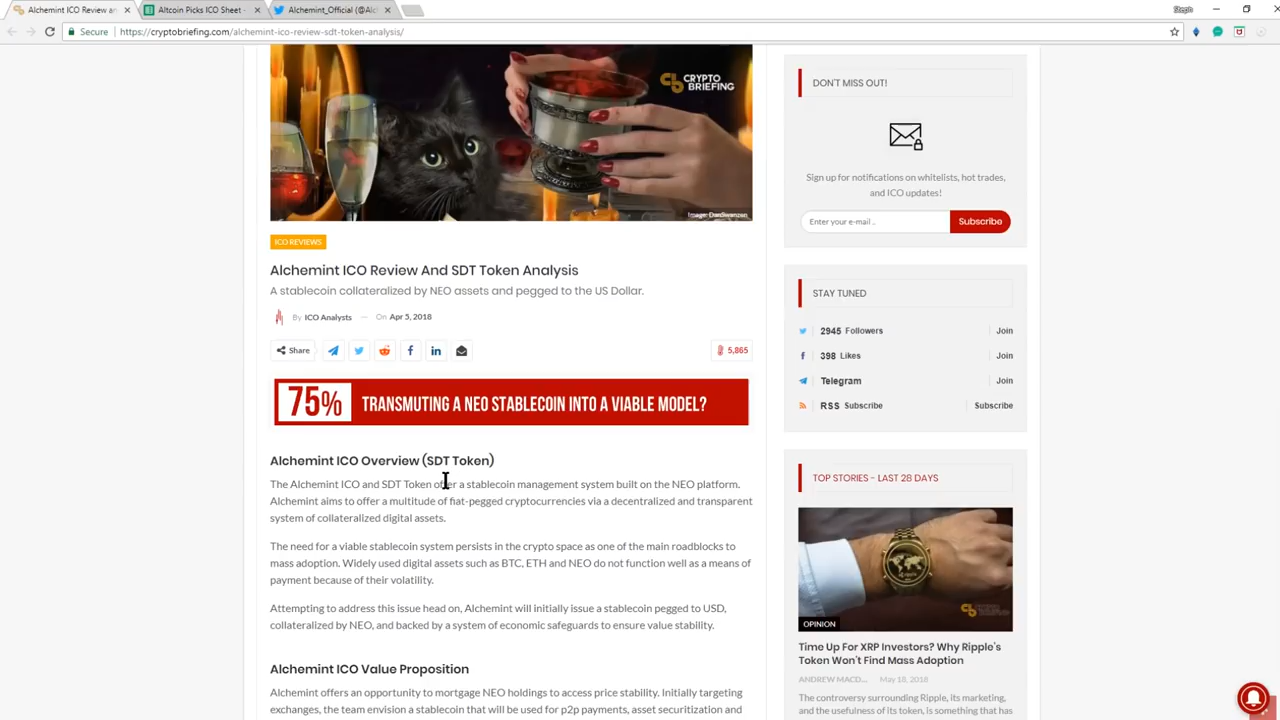 Alchemint ICO Review an
Altcoin Picks ICO Sheet -
Alchemint_Official (@Alc
Steph
Secure
https://cryptobriefing.com/alchemint-ico-review-sdt-token-analysis/
CRYPTO
BRIEFING
ICO REVIEWS
Alchemint ICO Review And SDT Token Analysis
A stablecoin collateralized by NEO assets and pegged to the US Dollar.
By ICO Analysts — On Apr 5, 2018
Share
5,865
75% TRANSMUTING A NEO STABLECOIN INTO A VIABLE MODEL?
Alchemint ICO Overview (SDT Token)
The Alchemint ICO and SDT Token offer a stablecoin management system built on the NEO platform.
Alchemint aims to offer a multitude of fiat-pegged cryptocurrencies via a decentralized and transparent
system of collateralized digital assets.
The need for a viable stablecoin system persists in the crypto space as one of the main roadblocks to
mass adoption. Widely used digital assets such as BTC, ETH and NEO do not function well as a means of
payment because of their volatility.
Attempting to address this issue head on, Alchemint will initially issue a stablecoin pegged to USD,
collateralized by NEO, and backed by a system of economic safeguards to ensure value stability.
Alchemint ICO Value Proposition
Alchemint offers an opportunity to mortgage NEO holdings to access price stability. Initially targeting
exchanges, the team envision a stablecoin that will be used for p2p payments, asset securitization and
DON'T MISS OUT!
Sign up for notifications on whitelists, hot trades,
and ICO updates!
Enter your e-mail ..
Subscribe
STAY TUNED
2945 Followers Join
398 Likes Join
Telegram Join
RSS Subscribe Subscribe
TOP STORIES - LAST 28 DAYS
OPINION
Time Up For XRP Investors? Why Ripple's
Token Won't Find Mass Adoption
ANDREW MACD... May 18, 2018
The controversy surrounding Ripple, its marketing,
and the usefulness of its token, is something that has